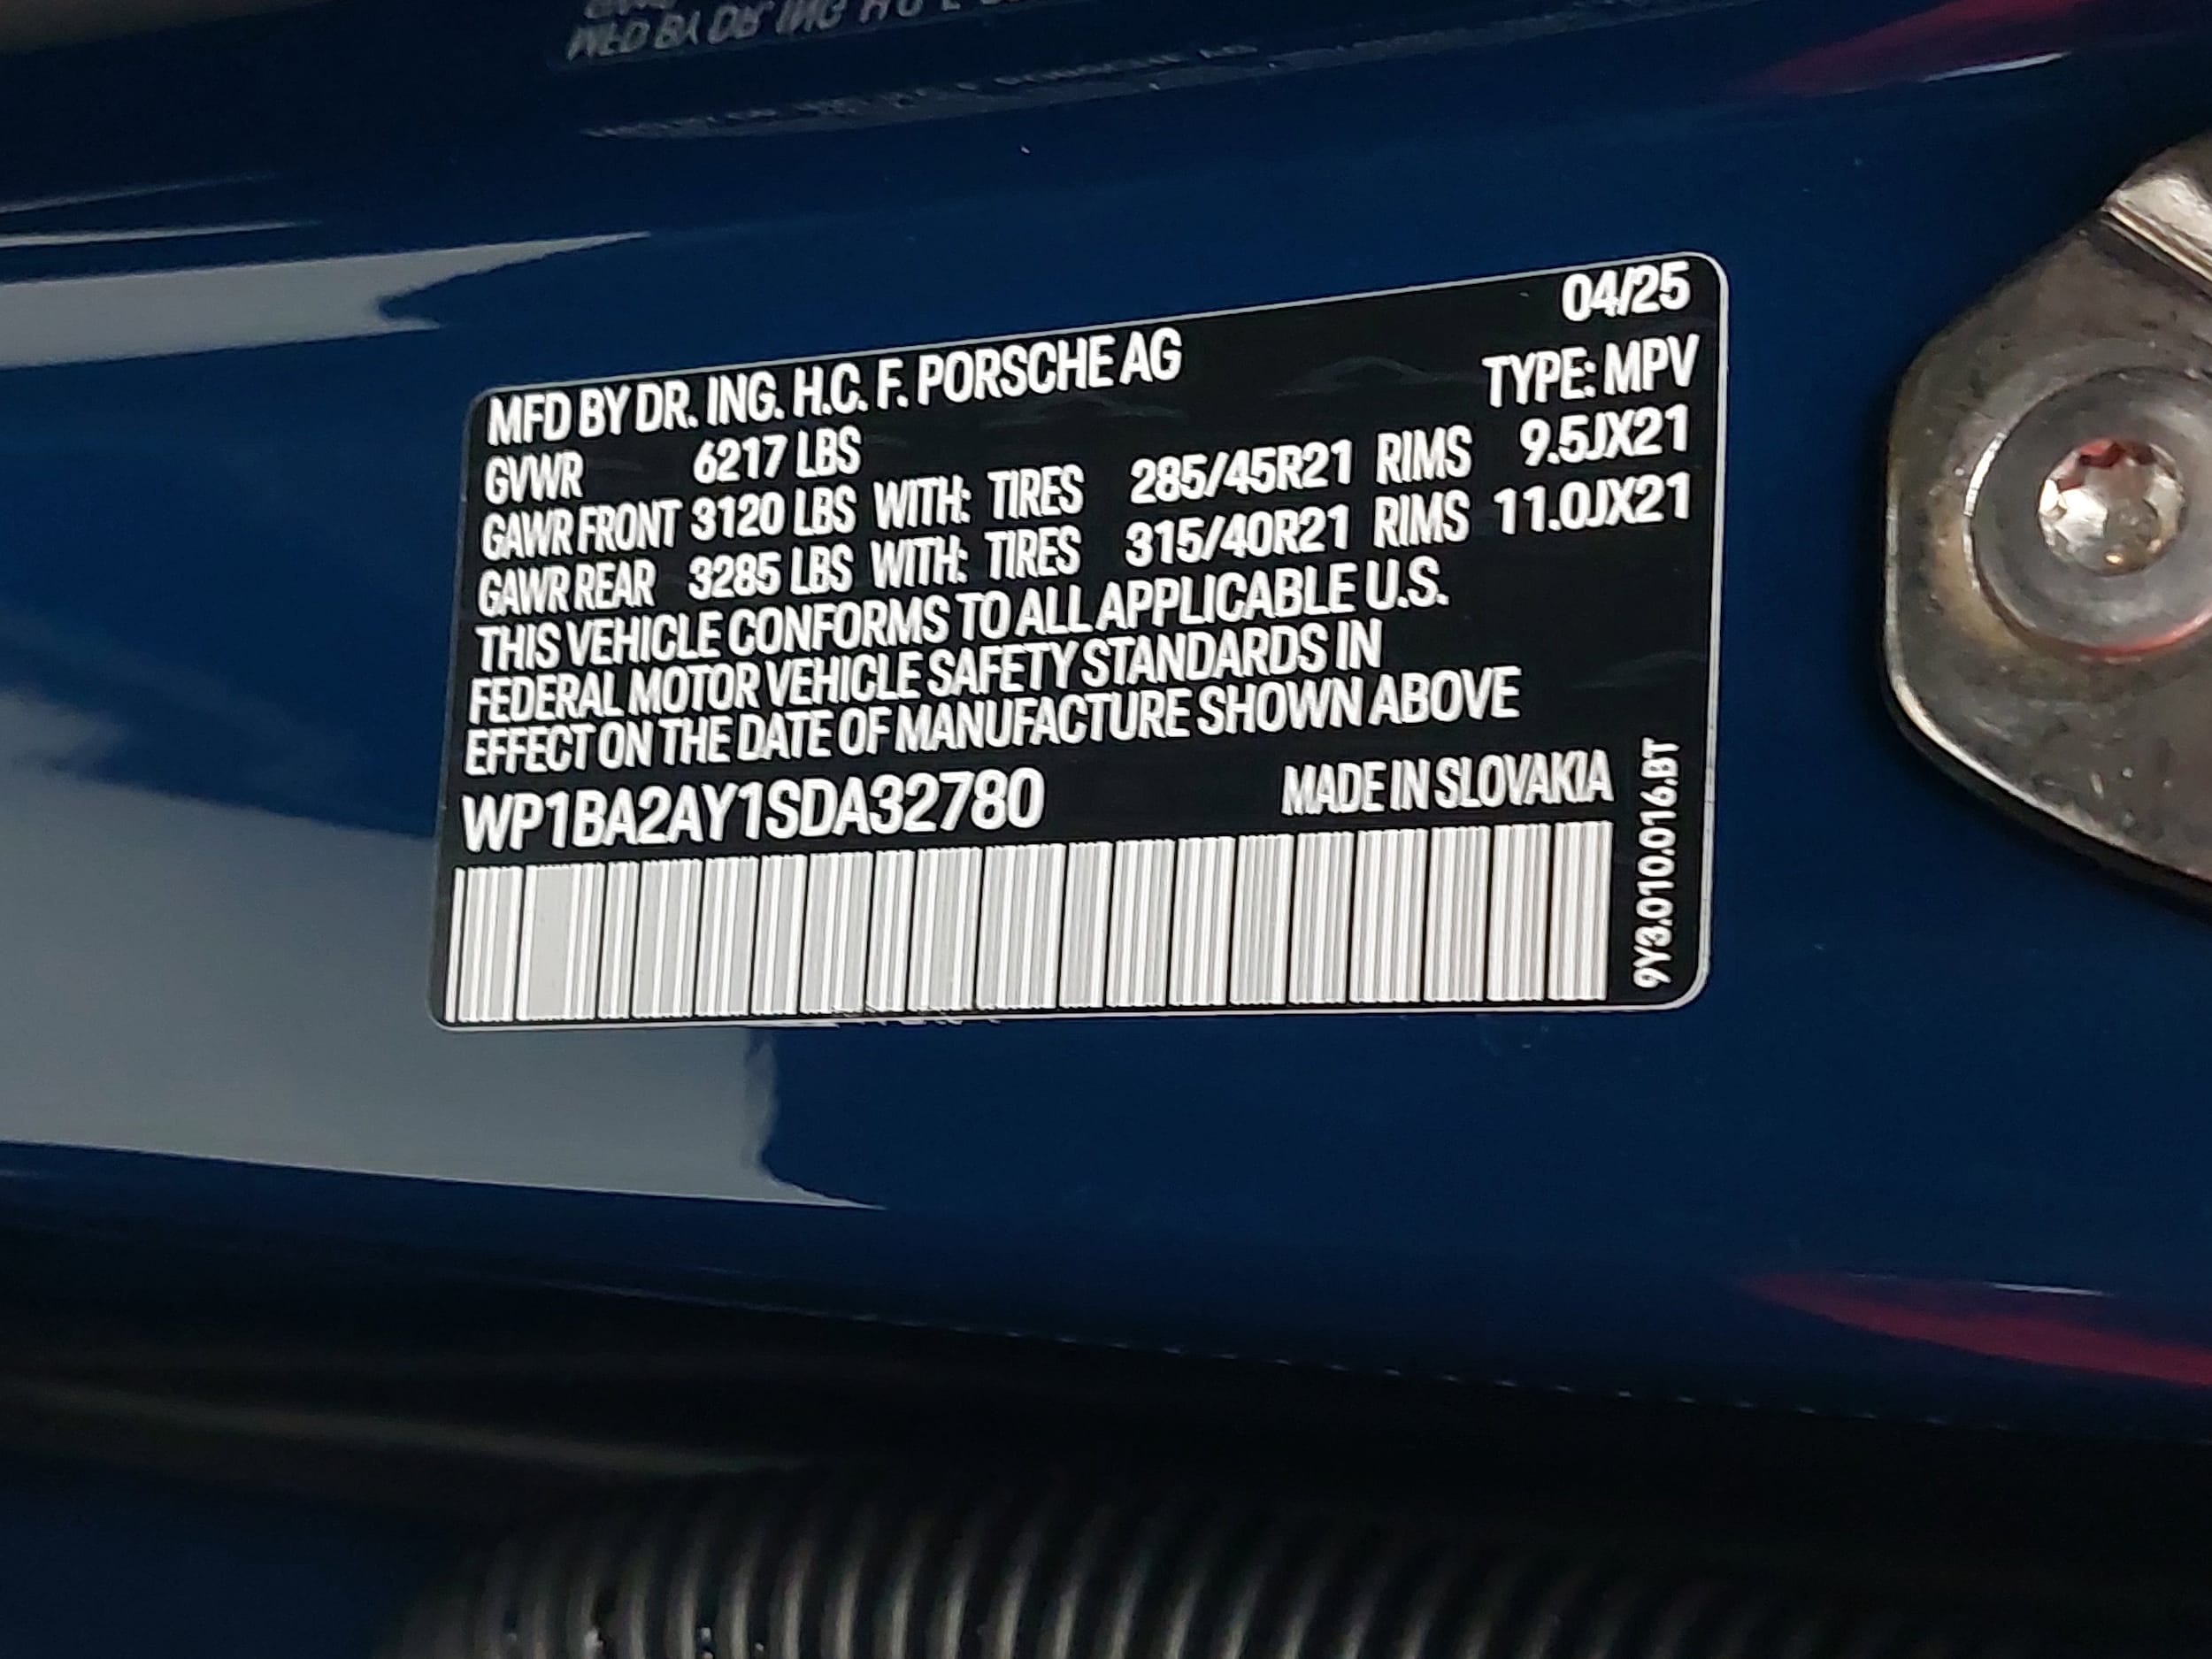 04/25
MFD BY DR. ING. H.C. F. PORSCHE AG
TYPE: MPV
GVWR 6217 LBS
GAWR FRONT 3120 LBS WITH: TIRES 285/45R21 RIMS 9.5JX21
GAWR REAR 3285 LBS WITH: TIRES 315/40R21 RIMS 11.0JX21
THIS VEHICLE CONFORMS TO ALL APPLICABLE U.S.
FEDERAL MOTOR VEHICLE SAFETY STANDARDS IN
EFFECT ON THE DATE OF MANUFACTURE SHOWN ABOVE
WP1BA2AY1SDA32780 MADE IN SLOVAKIA
9Y3.010.016.BT